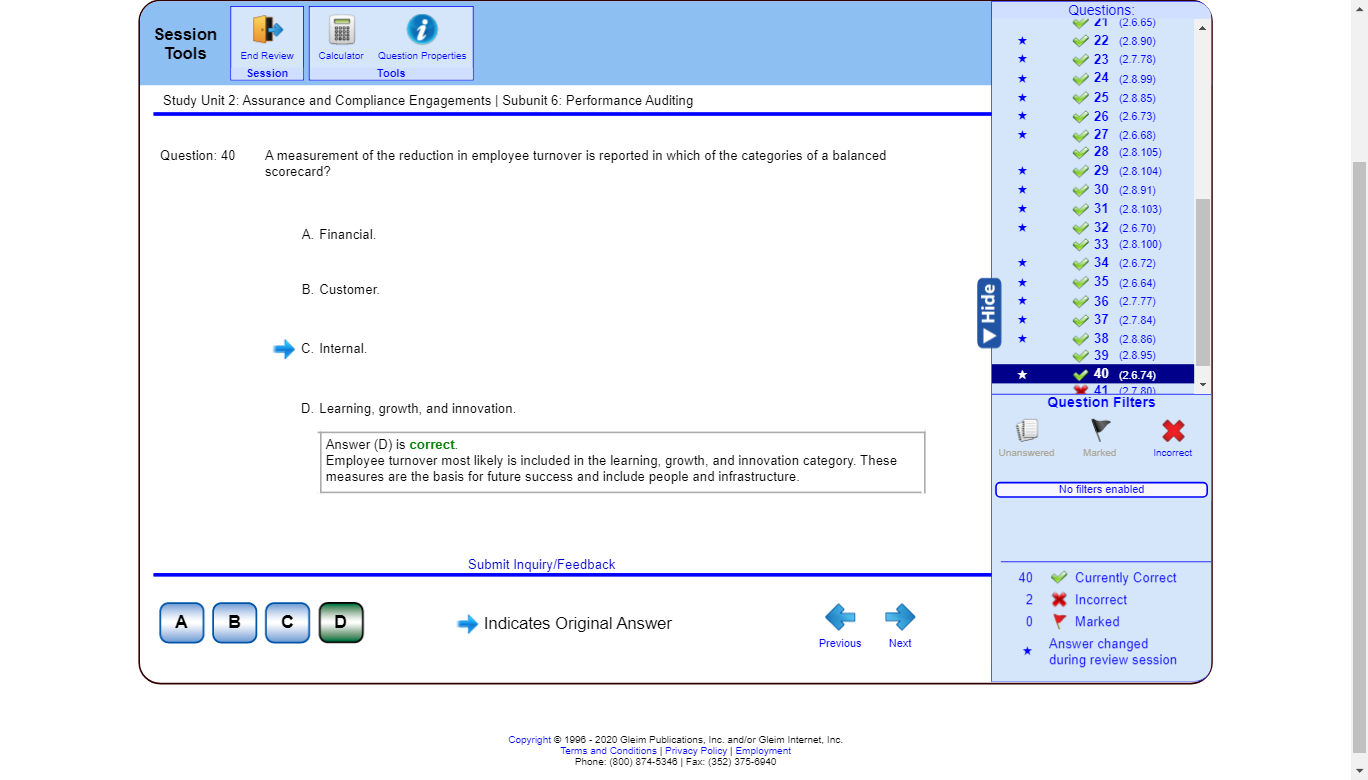 Session Tools
End Review
Session
Calculator
Question Properties
Tools
Study Unit 2: Assurance and Compliance Engagements | Subunit 6: Performance Auditing
Question: 40
A measurement of the reduction in employee turnover is reported in which of the categories of a balanced
scorecard?
A. Financial.
B. Customer.
C. Internal.
D. Learning, growth, and innovation.
Answer (D) is correct.
Employee turnover most likely is included in the learning, growth, and innovation category. These
measures are the basis for future success and include people and infrastructure.
Submit Inquiry/Feedback
A B C D
Indicates Original Answer
Previous
Next
Hide
Questions:
21 (2.6.65)
22 (2.8.90)
23 (2.7.78)
24 (2.8.99)
25 (2.8.85)
26 (2.6.73)
27 (2.6.68)
28 (2.8.105)
29 (2.8.104)
30 (2.8.91)
31 (2.8.103)
32 (2.6.70)
33 (2.8.100)
34 (2.6.72)
35 (2.6.64)
36 (2.7.77)
37 (2.7.84)
38 (2.8.86)
39 (2.8.95)
40 (2.6.74)
41 (2.7.80)
Question Filters
Unanswered
Marked
Incorrect
No filters enabled
40 Currently Correct
2 Incorrect
0 Marked
Answer changed
during review session
Copyright © 1996 - 2020 Gleim Publications, Inc. and/or Gleim Internet, Inc.
Terms and Conditions | Privacy Policy | Employment
Phone: (800) 874-5346 | Fax: (352) 375-6940